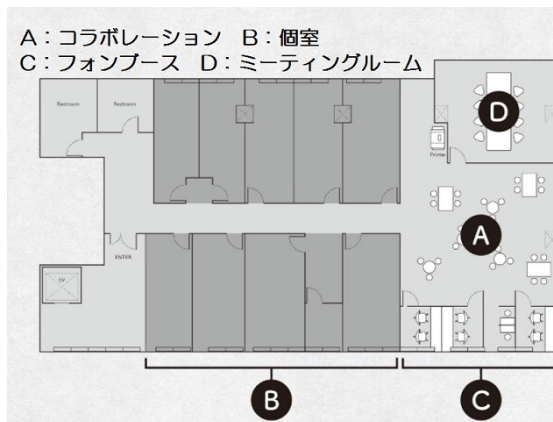 A:コラボレーション B:個室
C:フォンブース D:ミーティングルーム
Restroom Restroom
D
Printer
A
ENTER
EV
B
C